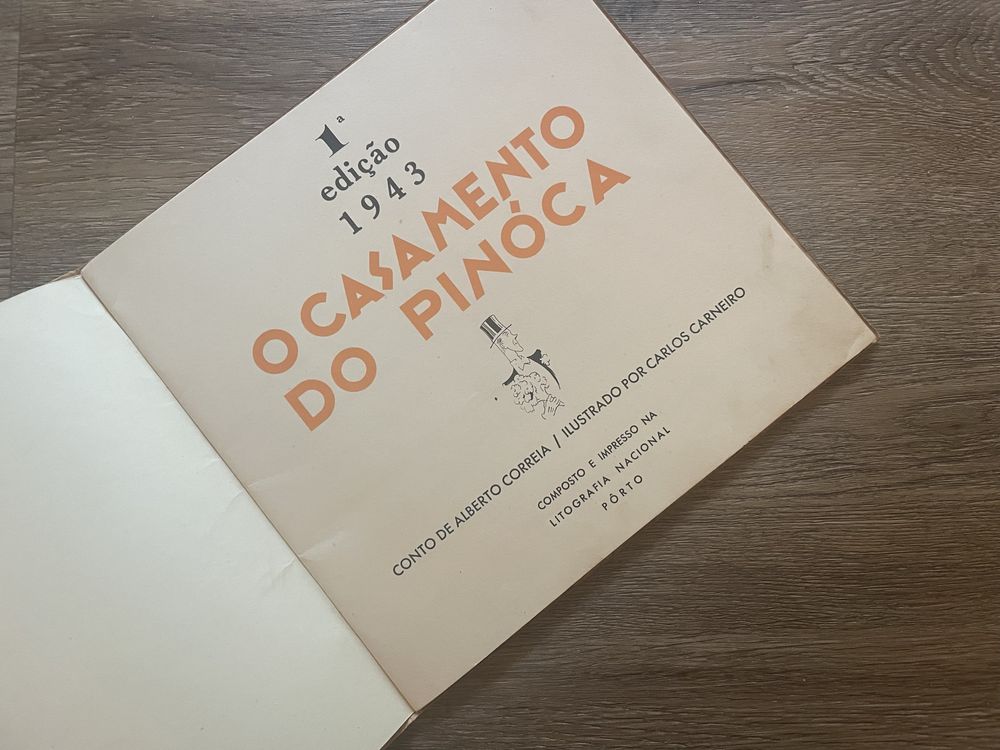 1ª
edição
1943
O CASAMENTO
DO PINÓCA
CONTO DE ALBERTO CORREIA / ILUSTRADO POR CARLOS CARNEIRO
COMPOSTO E IMPRESSO NA
LITOGRAFIA NACIONAL
PÔRTO